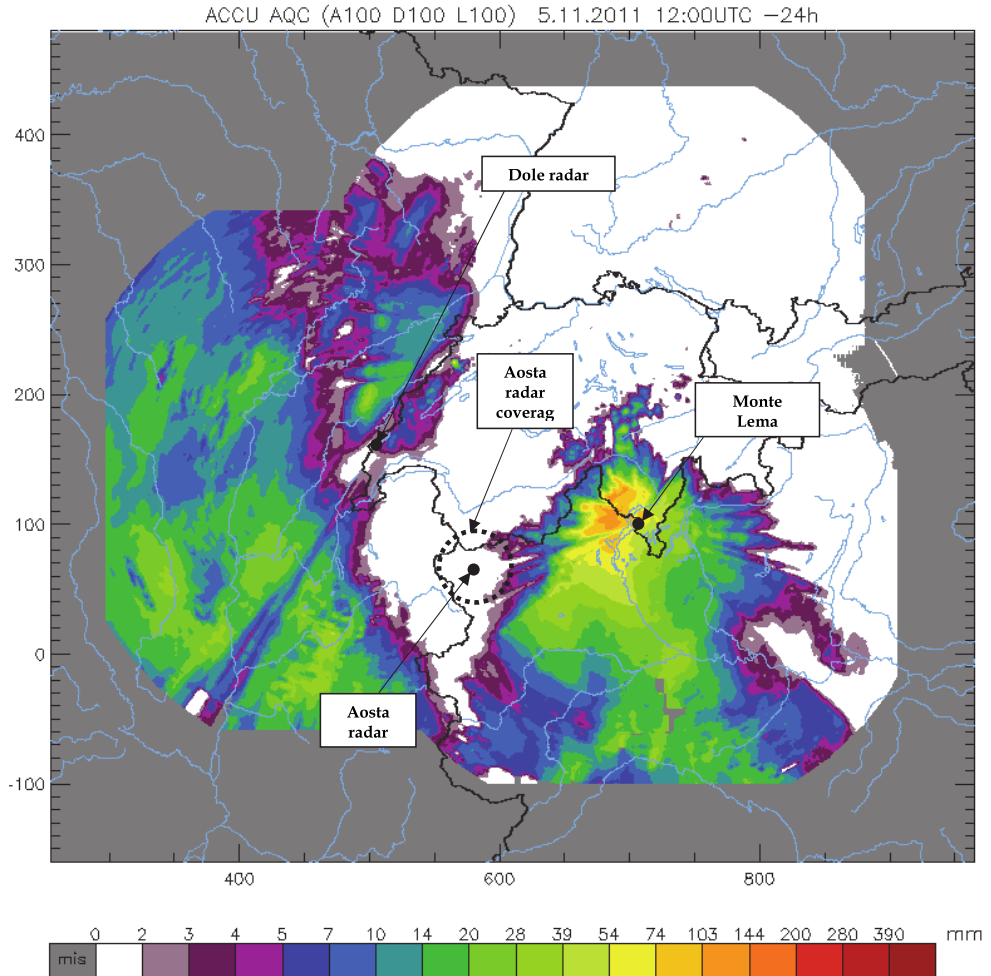 ACCU AQC (A100 D100 L100) 5.11.2011 12:00UTC −24h
400
Dole radar
300
Aosta
radar
coverag
200
Monte
Lema
100
0
Aosta
radar
-100
400 600 800
0 2 3 4 5 7 10 14 20 28 39 54 74 103 144 200 280 390 mm
mis